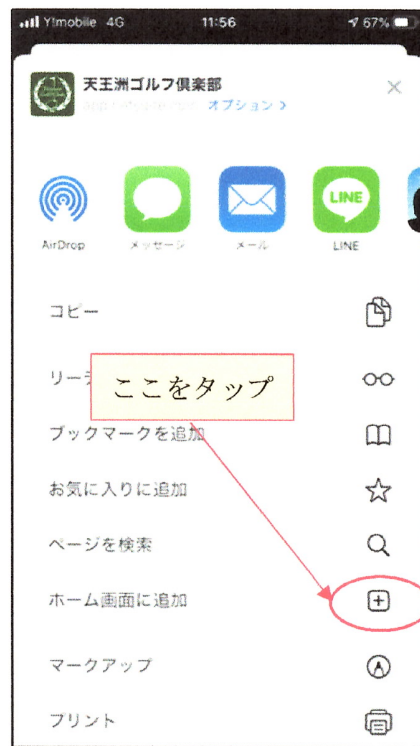 Y!mobile 4G 11:56 67%
天王洲ゴルフ倶楽部
オプション >
AirDrop メッセージ メール LINE
コピー
リーデ
ここをタップ
ブックマークを追加
お気に入りに追加
ページを検索
ホーム画面に追加
マークアップ
プリント